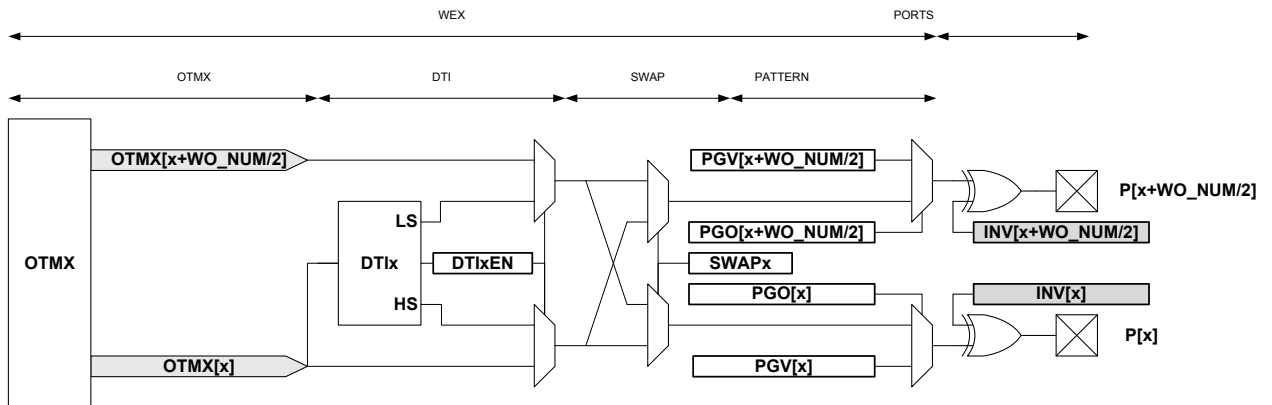 WEX PORTS
OTMX DTI SWAP PATTERN
OTMX[x+WO_NUM/2] PGV[x+WO_NUM/2]
P[x+WO_NUM/2]
LS
PGO[x+WO_NUM/2] INV[x+WO_NUM/2]
OTMX DTIx DTIxEN SWAPx
HS PGO[x] INV[x]
P[x]
OTMX[x] PGV[x]